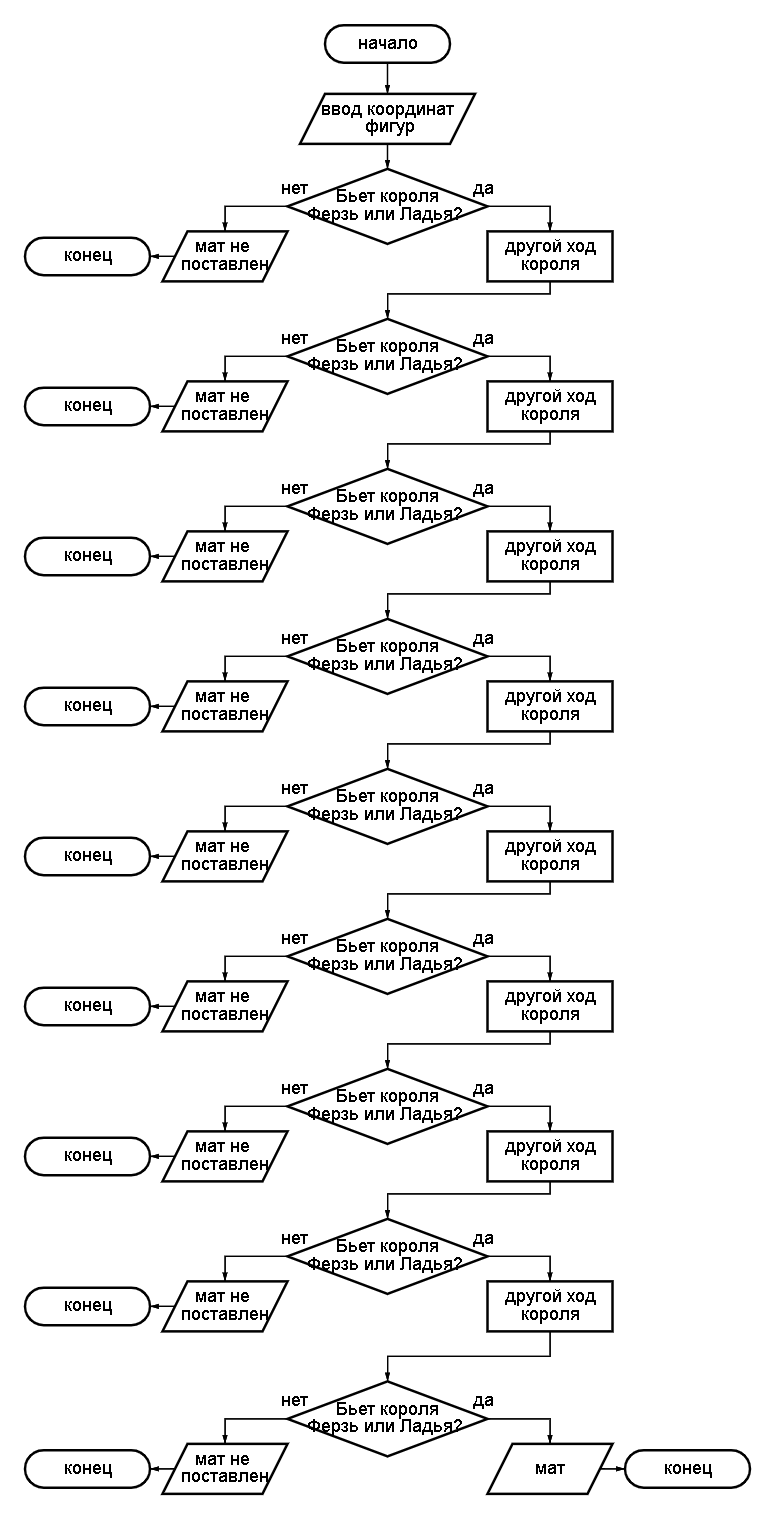 начало
ввод координат
фигур
нет
Бьет короля
Ферзь или Ладья?
да
конец
мат не
поставлен
другой ход
короля
нет
Бьет короля
Ферзь или Ладья?
да
конец
мат не
поставлен
другой ход
короля
нет
Бьет короля
Ферзь или Ладья?
да
конец
мат не
поставлен
другой ход
короля
нет
Бьет короля
Ферзь или Ладья?
да
конец
мат не
поставлен
другой ход
короля
нет
Бьет короля
Ферзь или Ладья?
да
конец
мат не
поставлен
другой ход
короля
нет
Бьет короля
Ферзь или Ладья?
да
конец
мат не
поставлен
другой ход
короля
нет
Бьет короля
Ферзь или Ладья?
да
конец
мат не
поставлен
другой ход
короля
нет
Бьет короля
Ферзь или Ладья?
да
конец
мат не
поставлен
другой ход
короля
нет
Бьет короля
Ферзь или Ладья?
да
конец
мат не
поставлен
мат
конец